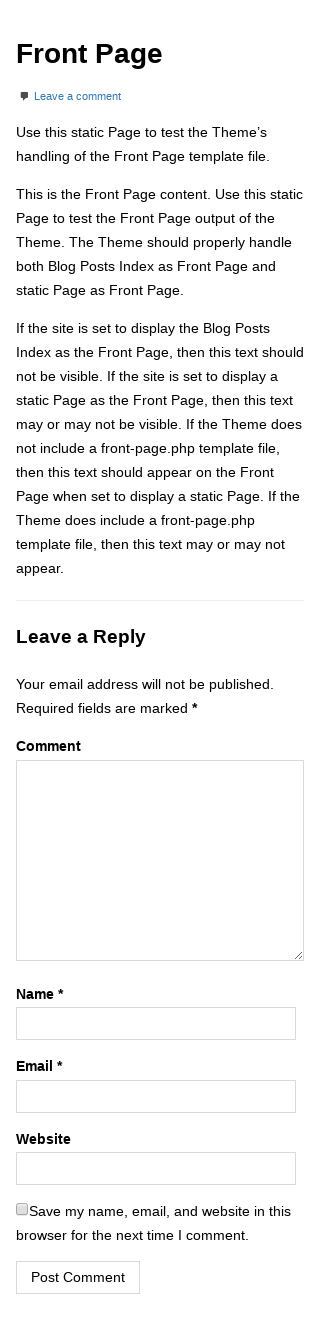 Front Page
Leave a comment
Use this static Page to test the Theme’s
handling of the Front Page template file.
This is the Front Page content. Use this static
Page to test the Front Page output of the
Theme. The Theme should properly handle
both Blog Posts Index as Front Page and
static Page as Front Page.
If the site is set to display the Blog Posts
Index as the Front Page, then this text should
not be visible. If the site is set to display a
static Page as the Front Page, then this text
may or may not be visible. If the Theme does
not include a front-page.php template file,
then this text should appear on the Front
Page when set to display a static Page. If the
Theme does include a front-page.php
template file, then this text may or may not
appear.
Leave a Reply
Your email address will not be published.
Required fields are marked *
Comment
Name *
Email *
Website
Save my name, email, and website in this
browser for the next time I comment.
Post Comment